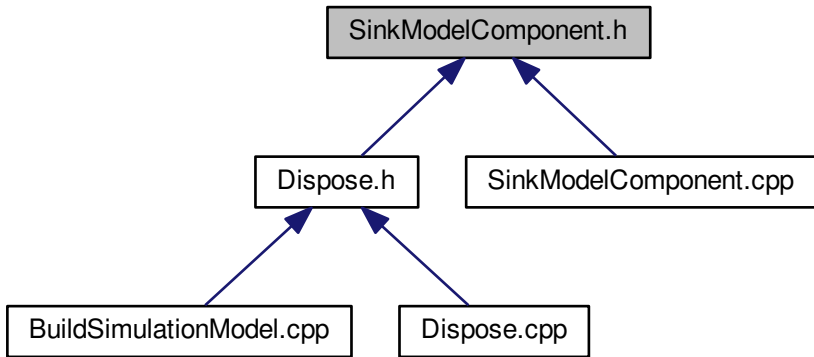 SinkModelComponent.h
Dispose.h
SinkModelComponent.cpp
BuildSimulationModel.cpp
Dispose.cpp